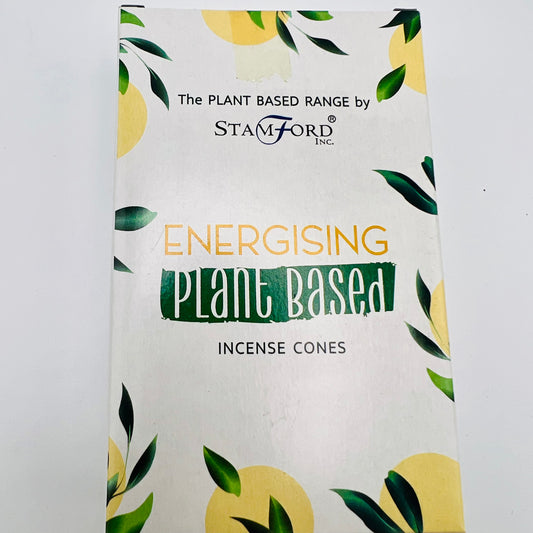 The PLANT BASED RANGE by
STAMFORD®
INC.
ENERGISING
PLANT BASED
INCENSE CONES